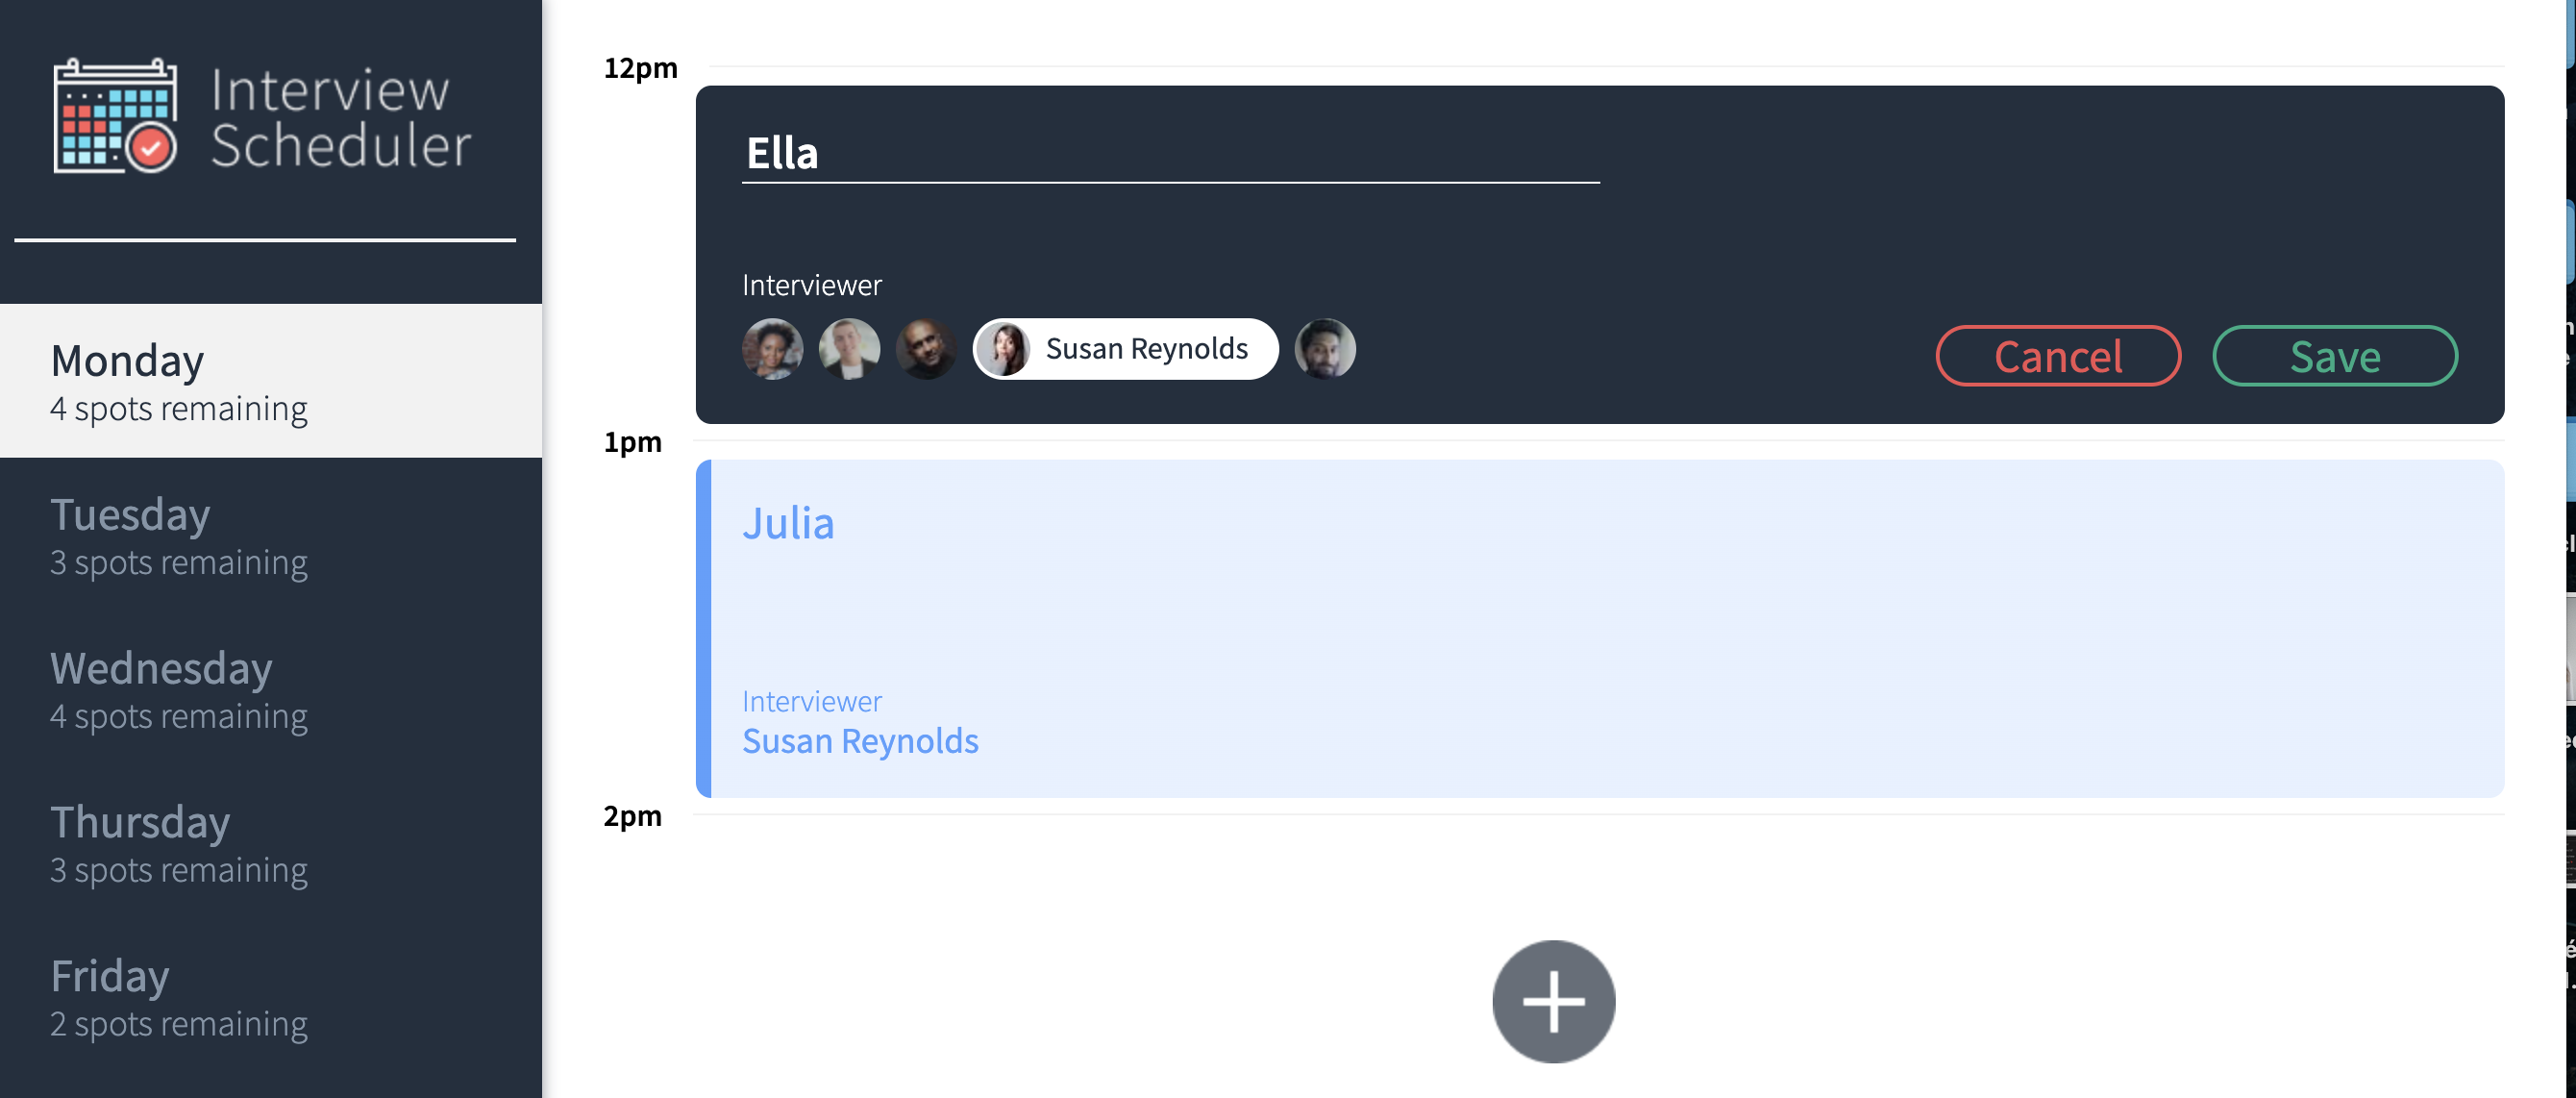 Interview
Scheduler
Monday
4 spots remaining
Tuesday
3 spots remaining
Wednesday
4 spots remaining
Thursday
3 spots remaining
Friday
2 spots remaining
12pm
Ella
Interviewer
Susan Reynolds
Cancel
Save
1pm
Julia
Interviewer
Susan Reynolds
2pm